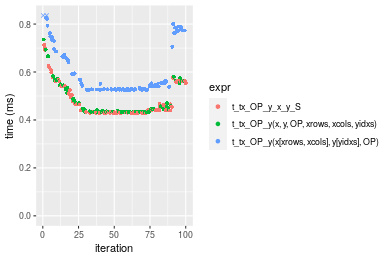 0.8
0.6
0.4
0.2
0.0
time (ms)
0
25
50
75
100
iteration
expr
t_tx_OP_y_x_y_S
t_tx_OP_y(x, y, OP, xrows, xcols, yidxs)
t_tx_OP_y(x[xrows, xcols], y[yidxs], OP)